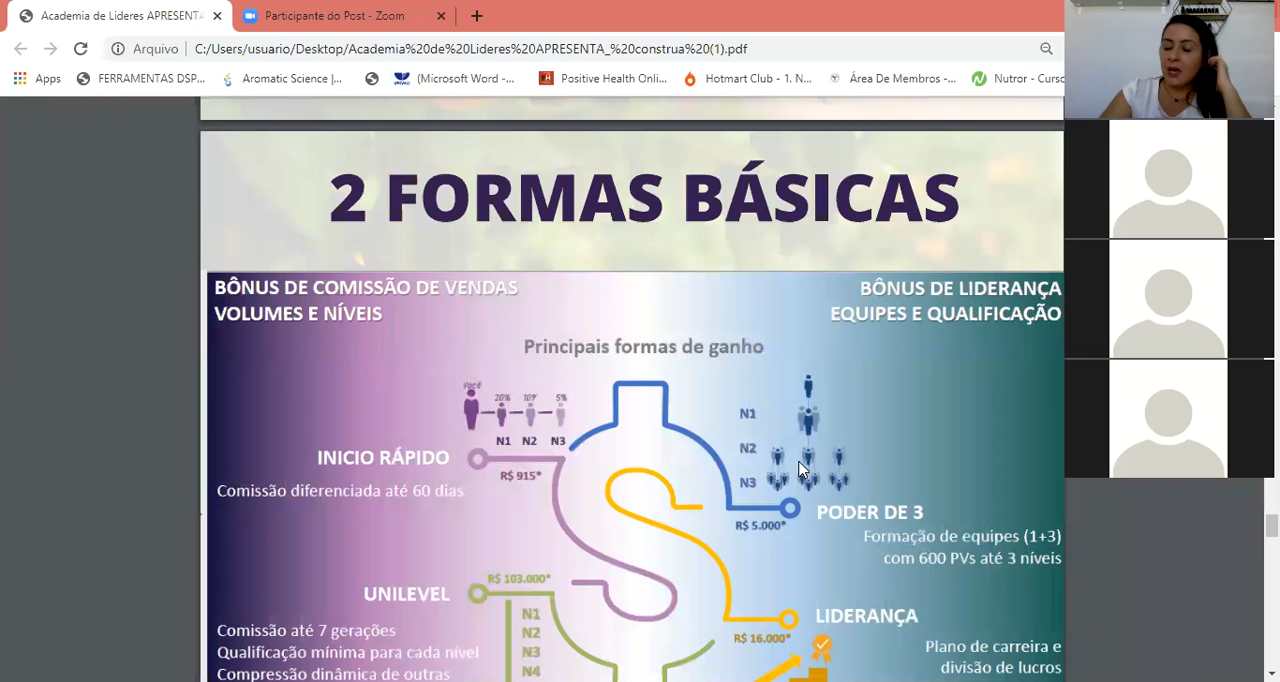 Academia de Lideres APRESENTA
Participante do Post - Zoom
Arquivo
C:/Users/usuario/Desktop/Academia%20de%20Lideres%20APRESENTA_%20construa%20(1).pdf
Apps
FERRAMENTAS DSP...
Aromatic Science |...
(Microsoft Word -...
Positive Health Onli...
Hotmart Club - 1. N...
Área De Membros -...
Nutror - Curso
2 FORMAS BÁSICAS
BÔNUS DE COMISSÃO DE VENDAS
VOLUMES E NÍVEIS
BÔNUS DE LIDERANÇA
EQUIPES E QUALIFICAÇÃO
Principais formas de ganho
Você
20% 10% 5%
N1 N2 N3
INICIO RÁPIDO
R$ 915*
Comissão diferenciada até 60 dias
N1
N2
N3
PODER DE 3
R$ 5.000*
Formação de equipes (1+3)
com 600 PVs até 3 níveis
R$ 103.000*
UNILEVEL
Comissão até 7 gerações
Qualificação mínima para cada nível
Compressão dinâmica de outras
N1
N2
N3
N4
LIDERANÇA
R$ 16.000*
Plano de carreira e
divisão de lucros